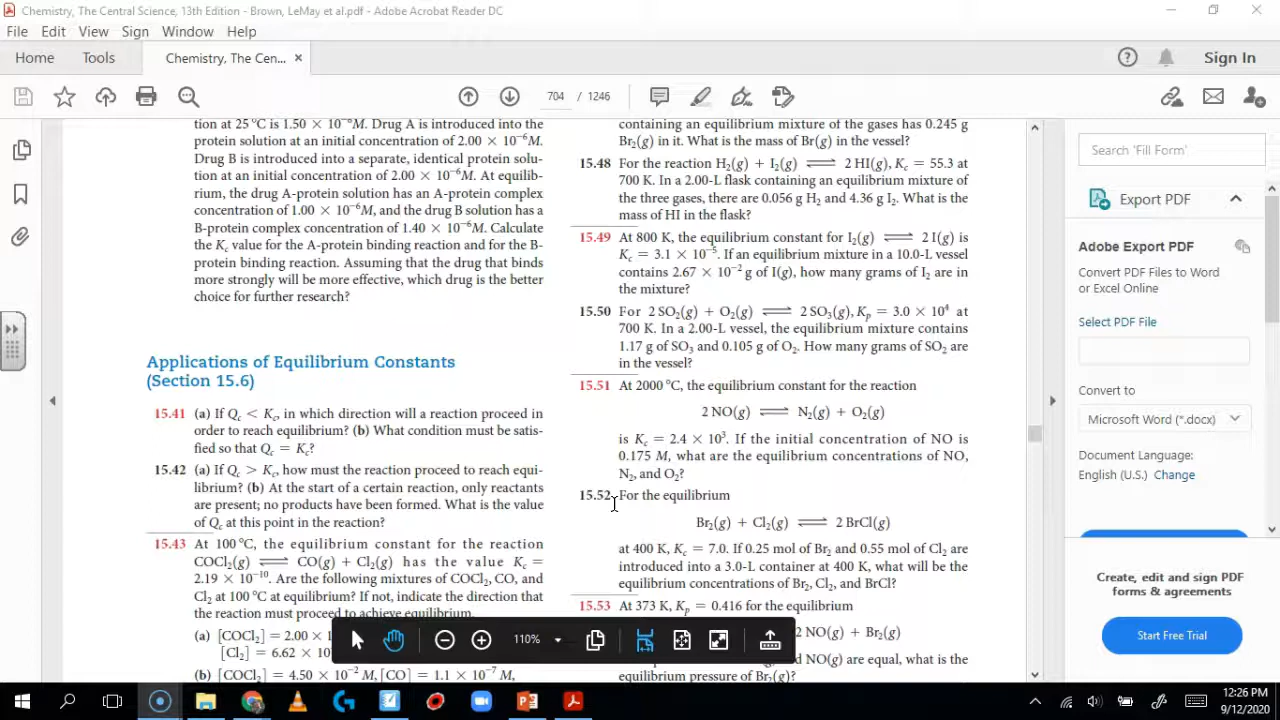 Chemistry, The Central Science, 13th Edition - Brown, LeMay et al.pdf - Adobe Acrobat Reader DC
File Edit View Sign Window Help
Home Tools Chemistry, The Cen... × Sign In
704 / 1246
tion at 25 °C is 1.50 × 10⁻⁶M. Drug A is introduced into the
protein solution at an initial concentration of 2.00 × 10⁻⁶M.
Drug B is introduced into a separate, identical protein solu-
tion at an initial concentration of 2.00 × 10⁻⁶M. At equilib-
rium, the drug A-protein solution has an A-protein complex
concentration of 1.00 × 10⁻⁶M, and the drug B solution has a
B-protein complex concentration of 1.40 × 10⁻⁶M. Calculate
the Kc value for the A-protein binding reaction and for the B-
protein binding reaction. Assuming that the drug that binds
more strongly will be more effective, which drug is the better
choice for further research?
Applications of Equilibrium Constants
(Section 15.6)
15.41 (a) If Qc < Kc, in which direction will a reaction proceed in
order to reach equilibrium? (b) What condition must be satis-
fied so that Qc = Kc?
15.42 (a) If Qc > Kc, how must the reaction proceed to reach equi-
librium? (b) At the start of a certain reaction, only reactants
are present; no products have been formed. What is the value
of Qc at this point in the reaction?
15.43 At 100 °C, the equilibrium constant for the reaction
COCl₂(g) ⇌ CO(g) + Cl₂(g) has the value Kc =
2.19 × 10⁻¹⁰. Are the following mixtures of COCl₂, CO, and
Cl₂ at 100 °C at equilibrium? If not, indicate the direction that
the reaction must proceed to achieve equilibrium.
(a) [COCl₂] = 2.00 × 1
[Cl₂] = 6.62 × 10
(b) [COCl₂] = 4.50 × 10⁻² M, [CO] = 1.1 × 10⁻⁷ M,
containing an equilibrium mixture of the gases has 0.245 g
Br₂(g) in it. What is the mass of Br(g) in the vessel?
15.48 For the reaction H₂(g) + I₂(g) ⇌ 2 HI(g), Kc = 55.3 at
700 K. In a 2.00-L flask containing an equilibrium mixture of
the three gases, there are 0.056 g H₂ and 4.36 g I₂. What is the
mass of HI in the flask?
15.49 At 800 K, the equilibrium constant for I₂(g) ⇌ 2 I(g) is
Kc = 3.1 × 10⁻⁵. If an equilibrium mixture in a 10.0-L vessel
contains 2.67 × 10⁻² g of I(g), how many grams of I₂ are in
the mixture?
15.50 For 2 SO₂(g) + O₂(g) ⇌ 2 SO₃(g), Kp = 3.0 × 10⁴ at
700 K. In a 2.00-L vessel, the equilibrium mixture contains
1.17 g of SO₃ and 0.105 g of O₂. How many grams of SO₂ are
in the vessel?
15.51 At 2000 °C, the equilibrium constant for the reaction
2 NO(g) ⇌ N₂(g) + O₂(g)
is Kc = 2.4 × 10³. If the initial concentration of NO is
0.175 M, what are the equilibrium concentrations of NO,
N₂, and O₂?
15.52 For the equilibrium
Br₂(g) + Cl₂(g) ⇌ 2 BrCl(g)
at 400 K, Kc = 7.0. If 0.25 mol of Br₂ and 0.55 mol of Cl₂ are
introduced into a 3.0-L container at 400 K, what will be the
equilibrium concentrations of Br₂, Cl₂, and BrCl?
15.53 At 373 K, Kp = 0.416 for the equilibrium
2 NO(g) + Br₂(g)
d NO(g) are equal, what is the
equilibrium pressure of Br₂(g)?
110%
Search 'Fill Form'
Export PDF
Adobe Export PDF
Convert PDF Files to Word
or Excel Online
Select PDF File
Convert to
Microsoft Word (*.docx)
Document Language:
English (U.S.) Change
Create, edit and sign PDF
forms & agreements
Start Free Trial
12:26 PM
9/12/2020